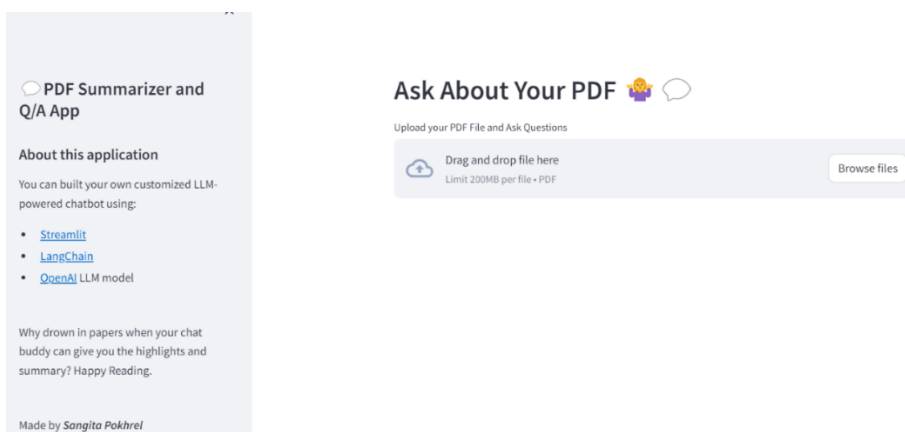 💬 PDF Summarizer and
Q/A App
About this application
You can built your own customized LLM-
powered chatbot using:
• Streamlit
• LangChain
• OpenAI LLM model
Why drown in papers when your chat
buddy can give you the highlights and
summary? Happy Reading.
Made by Sangita Pokhrel
Ask About Your PDF 🤷‍♀️ 💬
Upload your PDF File and Ask Questions
Drag and drop file here
Limit 200MB per file • PDF
Browse files